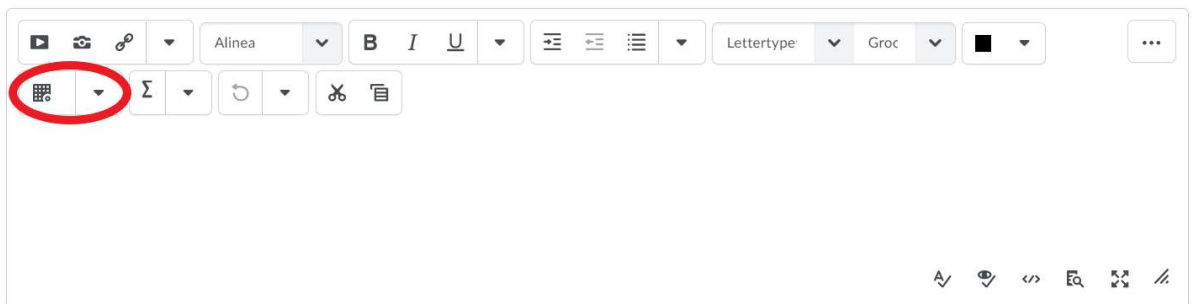 Alinea B I U Lettertype Groc
Σ